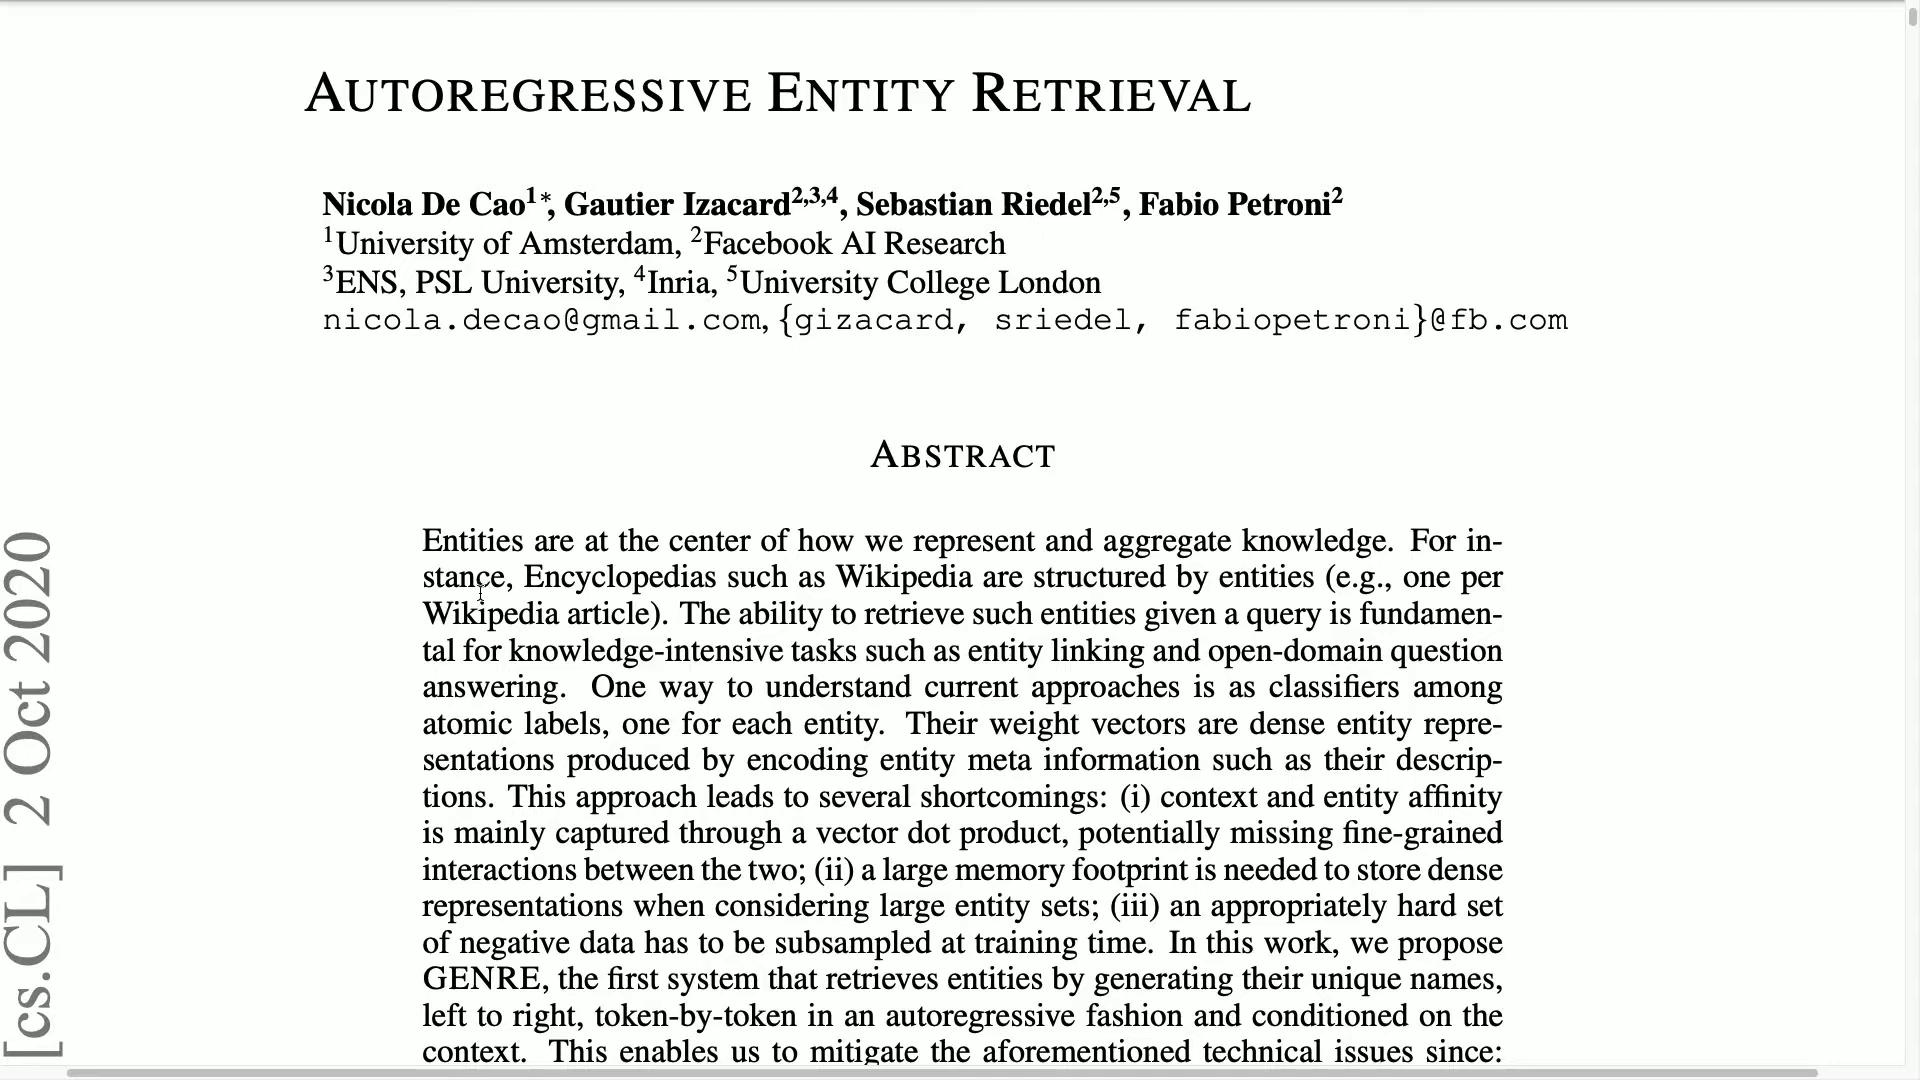 AUTOREGRESSIVE ENTITY RETRIEVAL
Nicola De Cao1*, Gautier Izacard2,3,4, Sebastian Riedel2,5, Fabio Petroni2
1University of Amsterdam, 2Facebook AI Research
3ENS, PSL University, 4Inria, 5University College London
nicola.decao@gmail.com, {gizacard, sriedel, fabiopetroni}@fb.com
ABSTRACT
Entities are at the center of how we represent and aggregate knowledge. For in-
stance, Encyclopedias such as Wikipedia are structured by entities (e.g., one per
Wikipedia article). The ability to retrieve such entities given a query is fundamen-
tal for knowledge-intensive tasks such as entity linking and open-domain question
answering. One way to understand current approaches is as classifiers among
atomic labels, one for each entity. Their weight vectors are dense entity repre-
sentations produced by encoding entity meta information such as their descrip-
tions. This approach leads to several shortcomings: (i) context and entity affinity
is mainly captured through a vector dot product, potentially missing fine-grained
interactions between the two; (ii) a large memory footprint is needed to store dense
representations when considering large entity sets; (iii) an appropriately hard set
of negative data has to be subsampled at training time. In this work, we propose
GENRE, the first system that retrieves entities by generating their unique names,
left to right, token-by-token in an autoregressive fashion and conditioned on the
context. This enables us to mitigate the aforementioned technical issues since:
[cs.CL] 2 Oct 2020